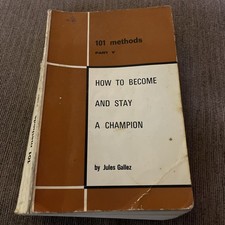 101 methods
HOW TO BECOME
AND STAY
A CHAMPION
by Jules Gallez
101 methods